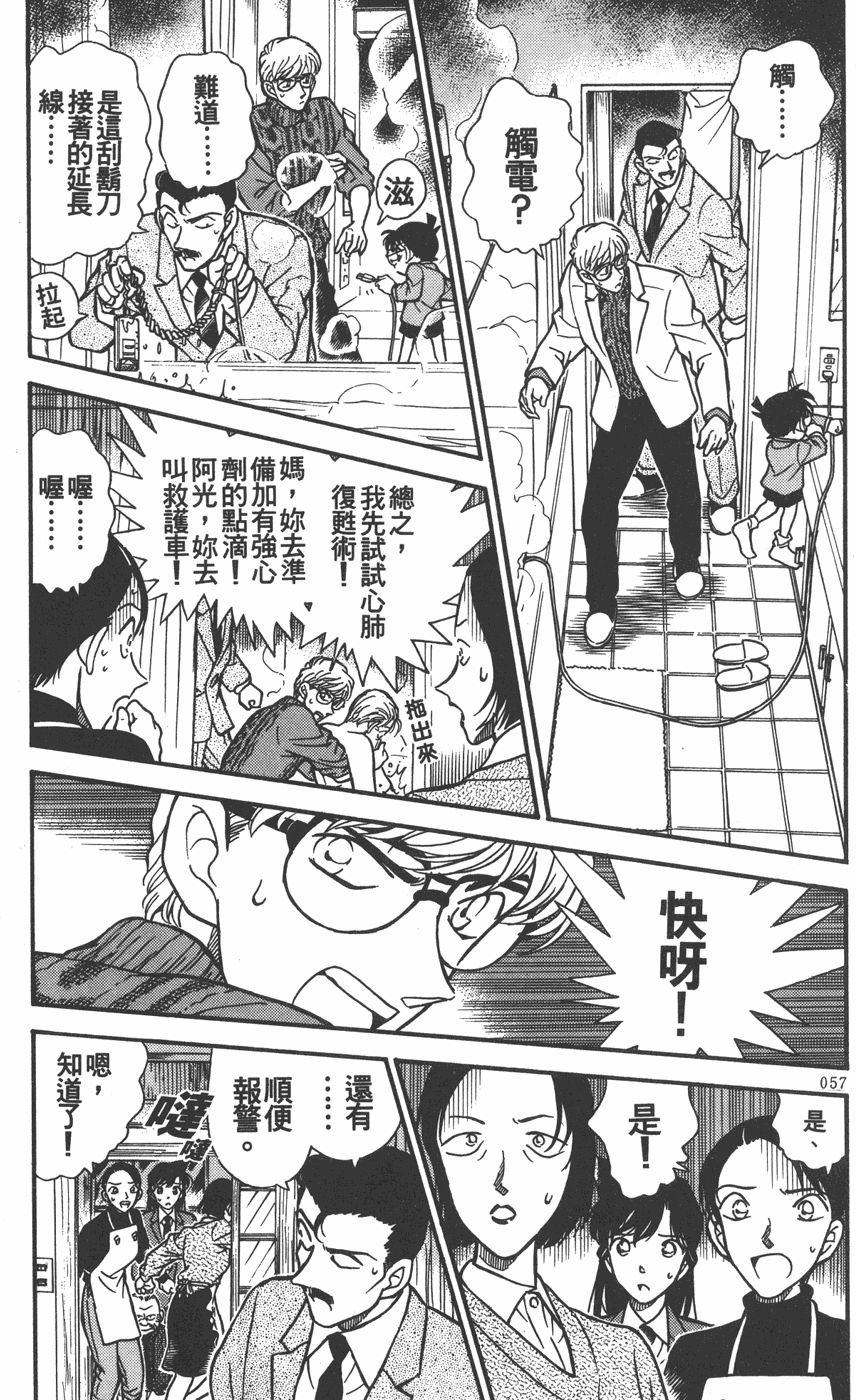 觸……
觸電？
滋
難道……
是這刮鬍刀
接著的延長
線……
拉起
總之，
我先試試心肺
復甦術！
媽，妳去準
備加有強心
劑的點滴！
阿光，妳去
叫救護車！
拖出來
喔……
喔……
快呀！
057
是、
是！
還有
……
順便
報警。
噠
噠
嗯，
知道了！